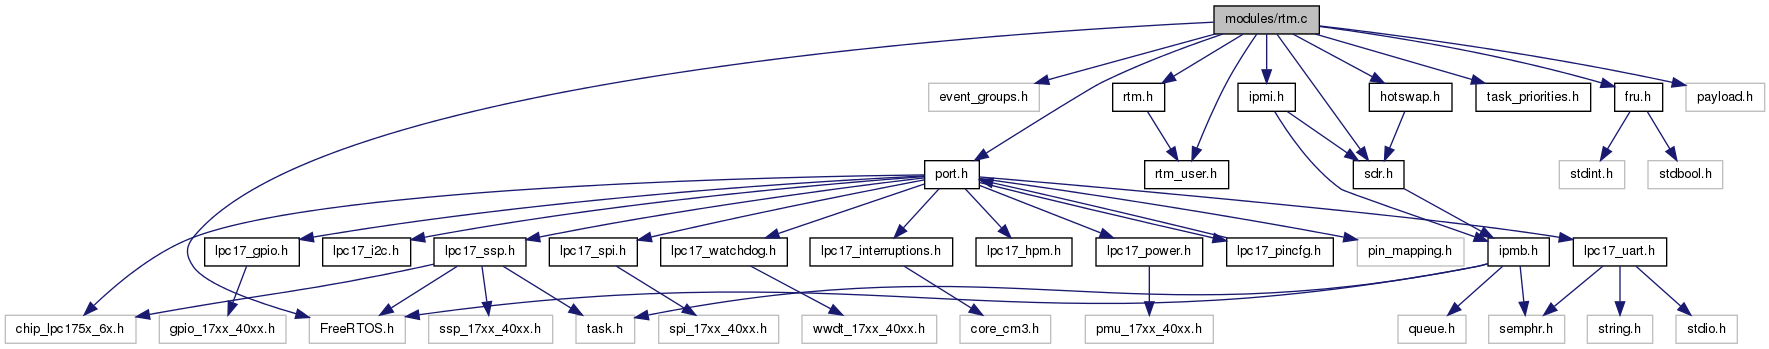 modules/rtm.c
event_groups.h
rtm.h
ipmi.h
hotswap.h
task_priorities.h
fru.h
payload.h
port.h
rtm_user.h
sdr.h
stdint.h
stdbool.h
lpc17_gpio.h
lpc17_i2c.h
lpc17_ssp.h
lpc17_spi.h
lpc17_watchdog.h
lpc17_interruptions.h
lpc17_hpm.h
lpc17_power.h
lpc17_pincfg.h
pin_mapping.h
ipmb.h
lpc17_uart.h
chip_lpc175x_6x.h
gpio_17xx_40xx.h
FreeRTOS.h
ssp_17xx_40xx.h
task.h
spi_17xx_40xx.h
wwdt_17xx_40xx.h
core_cm3.h
pmu_17xx_40xx.h
queue.h
semphr.h
string.h
stdio.h